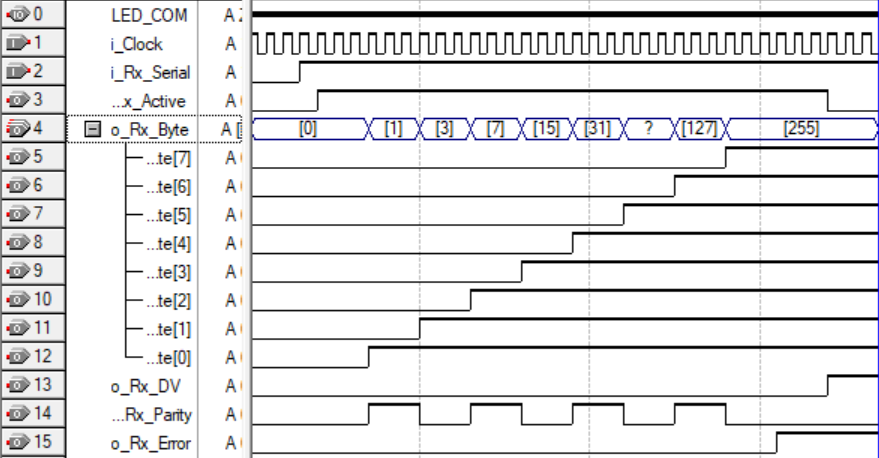 0 LED_COM A
1 i_Clock A
2 i_Rx_Serial A
3 ...x_Active A
4 o_Rx_Byte A [ [0] [1] [3] [7] [15] [31] ? [127] [255]
5 ...te[7] A
6 ...te[6] A
7 ...te[5] A
8 ...te[4] A
9 ...te[3] A
10 ...te[2] A
11 ...te[1] A
12 ...te[0] A
13 o_Rx_DV A
14 ...Rx_Parity A
15 o_Rx_Error A